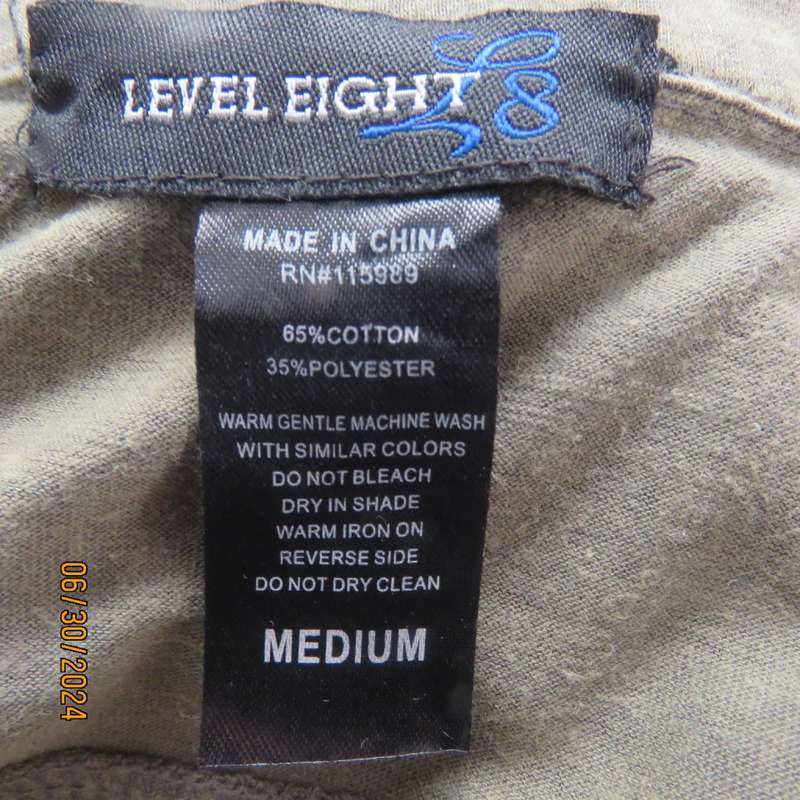 LEVEL EIGHT L8
MADE IN CHINA
RN#115989
65%COTTON
35%POLYESTER
WARM GENTLE MACHINE WASH
WITH SIMILAR COLORS
DO NOT BLEACH
DRY IN SHADE
WARM IRON ON
REVERSE SIDE
DO NOT DRY CLEAN
MEDIUM
06/30/2024